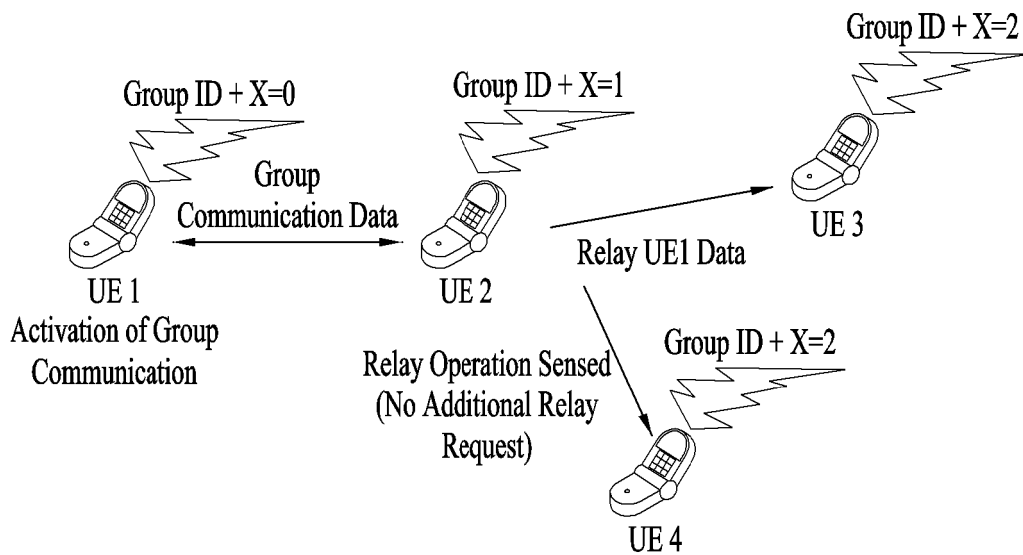 Group ID + X=2
Group ID + X=0
Group ID + X=1
Group
Communication Data
UE 3
Relay UE1 Data
UE 1
UE 2
Activation of Group
Communication
Group ID + X=2
Relay Operation Sensed
(No Additional Relay
Request)
UE 4